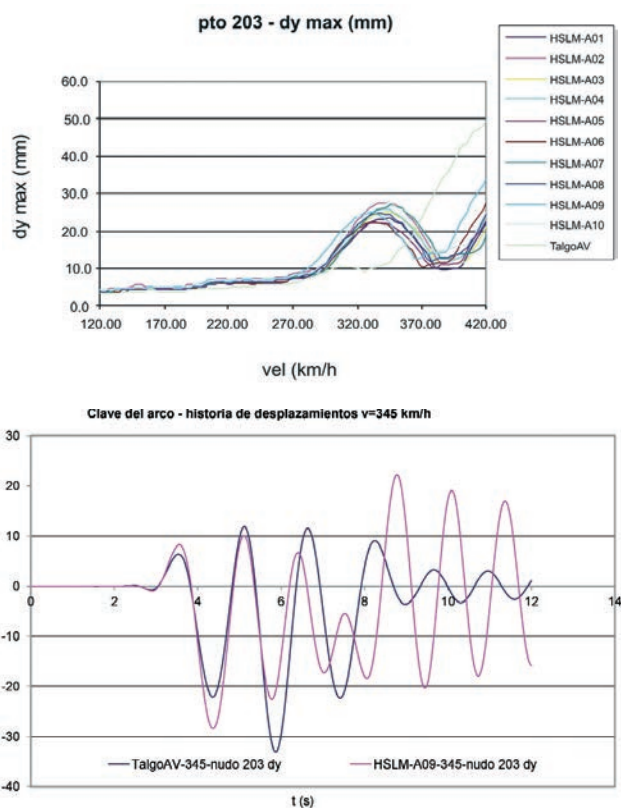 pto 203 - dy max (mm)
dy max (mm)
60.0
50.0
40.0
30.0
20.0
10.0
0.0
120.00 170.00 220.00 270.00 320.00 370.00 420.00
vel (km/h
HSLM-A01
HSLM-A02
HSLM-A03
HSLM-A04
HSLM-A05
HSLM-A06
HSLM-A07
HSLM-A08
HSLM-A09
HSLM-A10
TalgoAV
Clave del arco - historia de desplazamientos v=345 km/h
30
20
10
0
-10
-20
-30
-40
0 2 4 6 8 10 12 14
TalgoAV-345-nudo 203 dy HSLM-A09-345-nudo 203 dy
t (s)